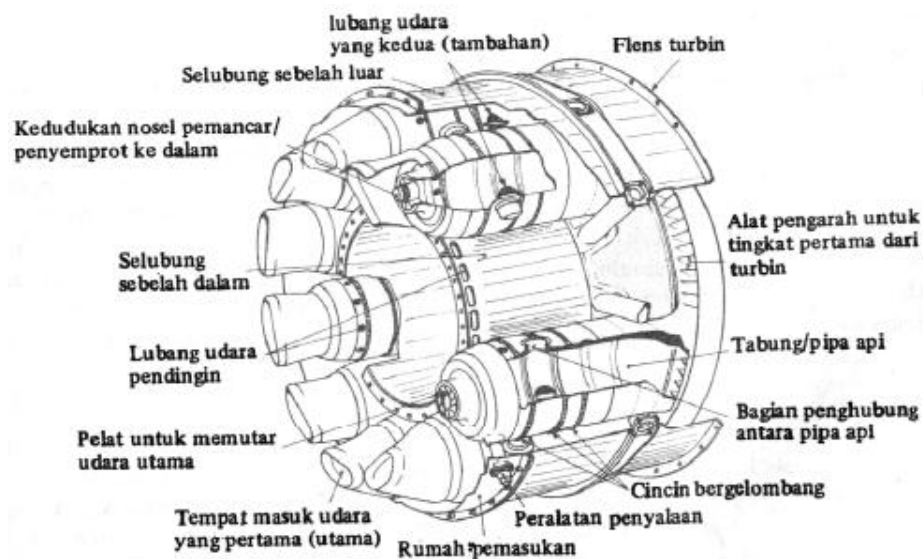 lubang udara
yang kedua (tambahan)
Flens turbin
Selubung sebelah luar
Kedudukan nosel pemancar/
penyemprot ke dalam
Alat pengarah untuk
tingkat pertama dari
turbin
Selubung
sebelah dalam
Tabung/pipa api
Lubang udara
pendingin
Bagian penghubung
antara pipa api
Pelat untuk memutar
udara utama
Cincin bergelombang
Tempat masuk udara
yang pertama (utama)
Peralatan penyalaan
Rumah pemasukan